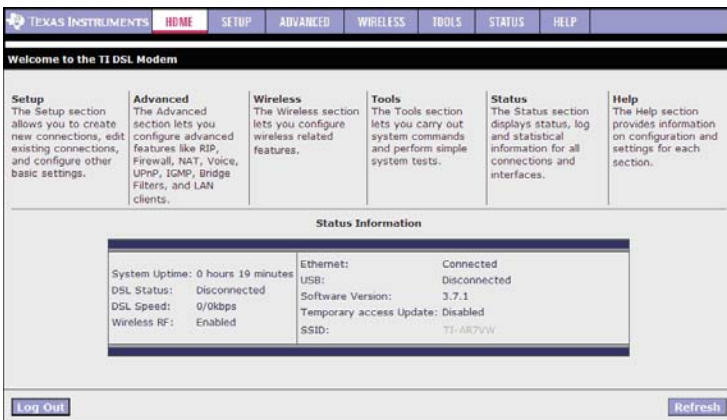 TEXAS INSTRUMENTS HOME SETUP ADVANCED WIRELESS TOOLS STATUS HELP
Welcome to the TI DSL Modem
Setup
The Setup section
allows you to create
new connections, edit
existing connections,
and configure other
basic settings.
Advanced
The Advanced
section lets you
configure advanced
features like RIP,
Firewall, NAT, Voice,
UPnP, IGMP, Bridge
Filters, and LAN
clients.
Wireless
The Wireless section
lets you configure
wireless related
features.
Tools
The Tools section
lets you carry out
system commands
and perform simple
system tests.
Status
The Status section
displays status, log
and statistical
information for all
connections and
interfaces.
Help
The Help section
provides information
on configuration and
settings for each
section.
Status Information
System Uptime: 0 hours 19 minutes
DSL Status: Disconnected
DSL Speed: 0/0kbps
Wireless RF: Enabled
Ethernet: Connected
USB: Disconnected
Software Version: 3.7.1
Temporary access Update: Disabled
SSID: TI-AR7VW
Log Out
Refresh